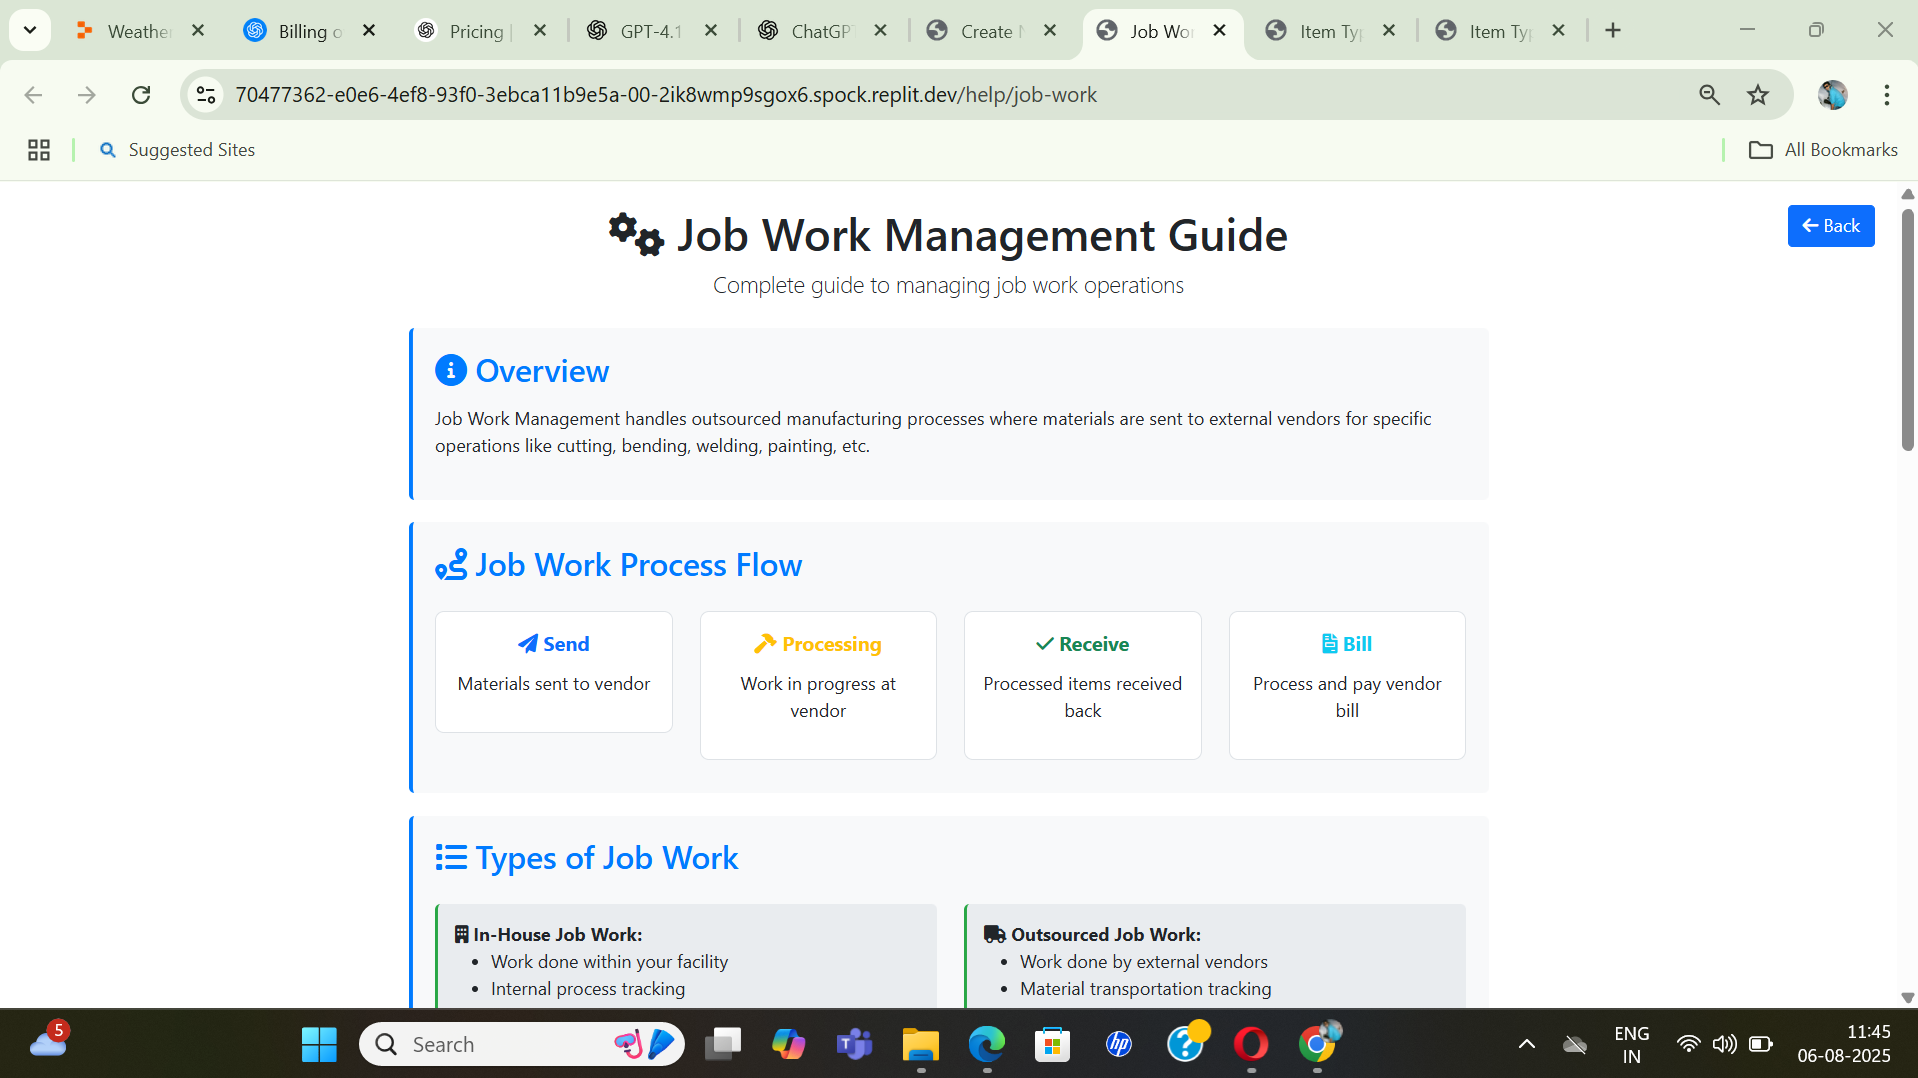 Weather
Billing o
Pricing |
GPT-4.1
ChatGPT
Create N
Job Wor
Item Typ
Item Typ
70477362-e0e6-4ef8-93f0-3ebca11b9e5a-00-2ik8wmp9sgox6.spock.replit.dev/help/job-work
Suggested Sites
All Bookmarks
Job Work Management Guide
Back
Complete guide to managing job work operations
Overview
Job Work Management handles outsourced manufacturing processes where materials are sent to external vendors for specific
operations like cutting, bending, welding, painting, etc.
Job Work Process Flow
Send
Materials sent to vendor
Processing
Work in progress at
vendor
Receive
Processed items received
back
Bill
Process and pay vendor
bill
Types of Job Work
In-House Job Work:
• Work done within your facility
• Internal process tracking
Outsourced Job Work:
• Work done by external vendors
• Material transportation tracking
5
Search
hp
ENG
IN
11:45
06-08-2025